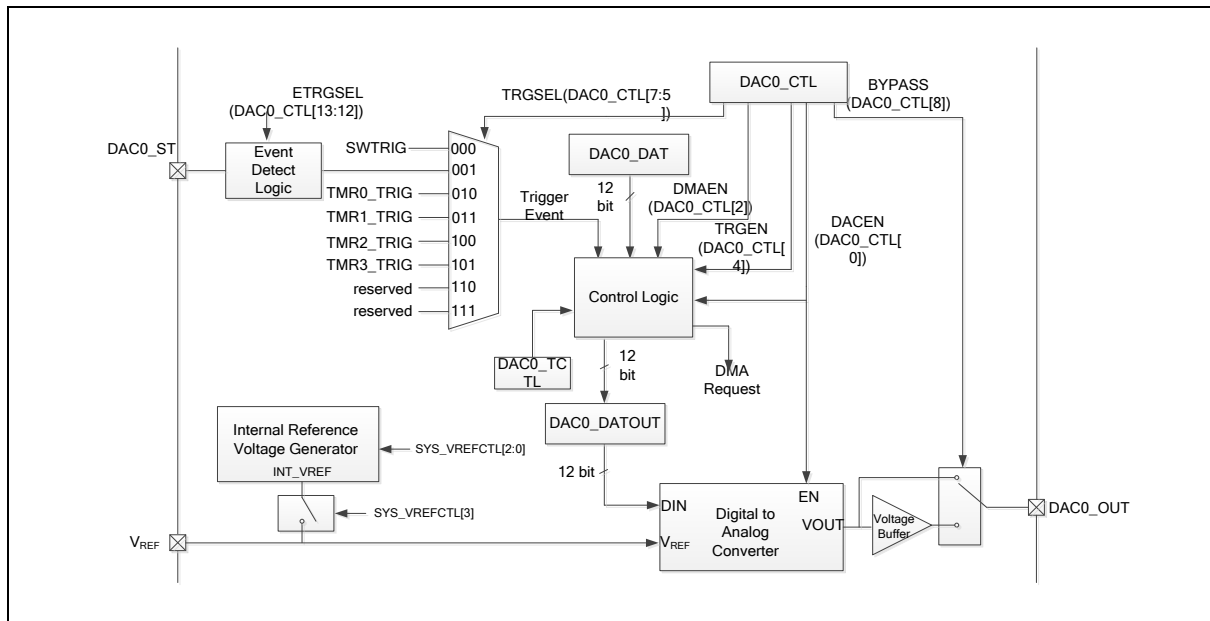 DAC0_CTL
BYPASS
(DAC0_CTL[8])
ETRGSEL
(DAC0_CTL[13:12])
TRGSEL(DAC0_CTL[7:5
])
DAC0_ST
Event
Detect
Logic
SWTRIG
000
001
TMR0_TRIG
010
TMR1_TRIG
011
TMR2_TRIG
100
TMR3_TRIG
101
reserved
110
reserved
111
Trigger
Event
DAC0_DAT
12
bit
DMAEN
(DAC0_CTL[2])
TRGEN
(DAC0_CTL[
4])
DACEN
(DAC0_CTL[
0])
Control Logic
DAC0_TC
TL
12
bit
DMA
Request
DAC0_DATOUT
12 bit
Internal Reference
Voltage Generator
INT_VREF
SYS_VREFCTL[2:0]
SYS_VREFCTL[3]
VREF
DIN
EN
VOUT
VREF
Digital to
Analog
Converter
Voltage
Buffer
DAC0_OUT